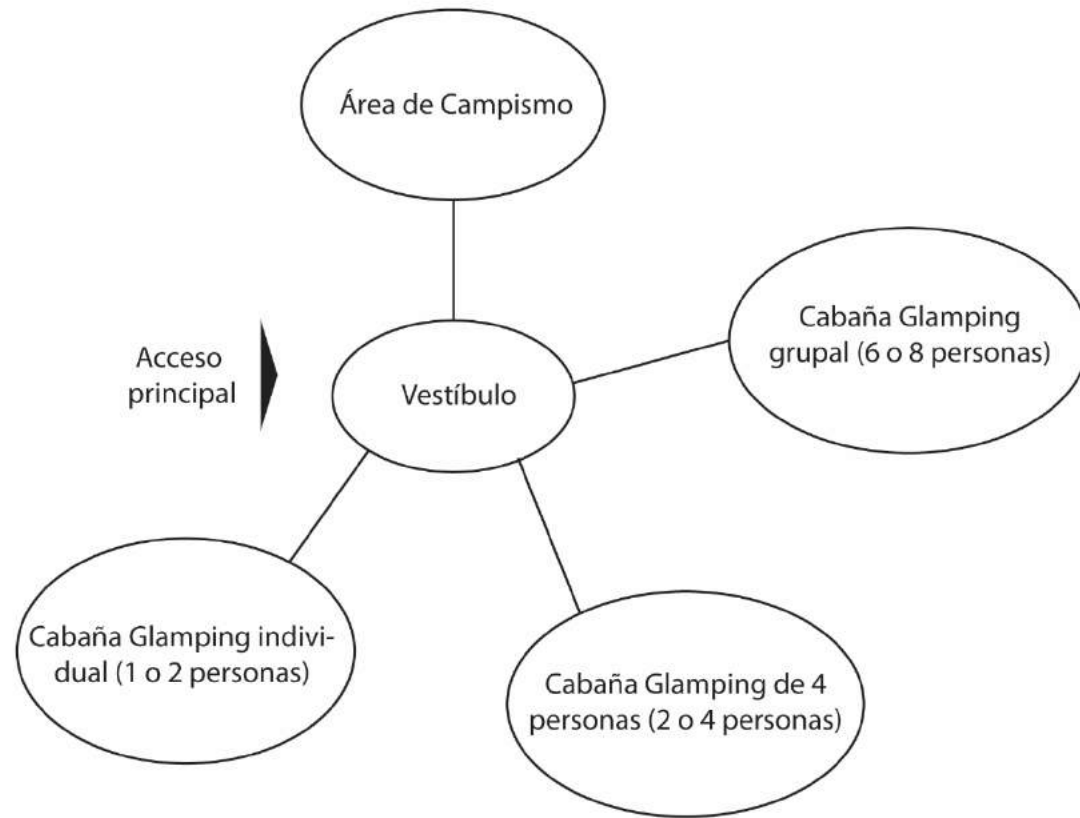 Área de Campismo
Cabaña Glamping
grupal (6 o 8 personas)
Acceso
principal
Vestíbulo
Cabaña Glamping indivi-
dual (1 o 2 personas)
Cabaña Glamping de 4
personas (2 o 4 personas)